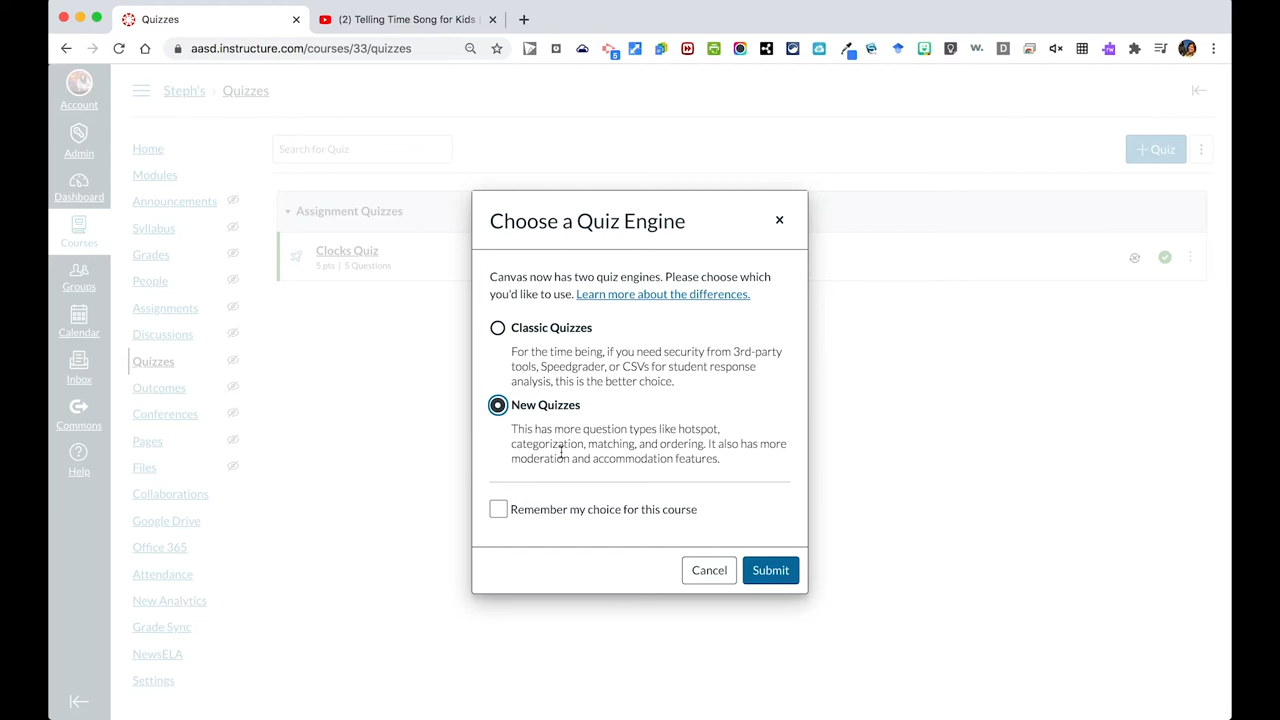 Quizzes
(2) Telling Time Song for Kids
aasd.instructure.com/courses/33/quizzes
5
w.
D
TW
Account
Admin
Dashboard
Courses
Groups
Calendar
Inbox
Commons
Help
Steph's › Quizzes
Home
Modules
Announcements
Syllabus
Grades
People
Assignments
Discussions
Quizzes
Outcomes
Conferences
Pages
Files
Collaborations
Google Drive
Office 365
Attendance
New Analytics
Grade Sync
NewsELA
Settings
Search for Quiz
+ Quiz
Assignment Quizzes
Clocks Quiz
5 pts | 5 Questions
Choose a Quiz Engine
Canvas now has two quiz engines. Please choose which
you'd like to use. Learn more about the differences.
Classic Quizzes
For the time being, if you need security from 3rd-party
tools, Speedgrader, or CSVs for student response
analysis, this is the better choice.
New Quizzes
This has more question types like hotspot,
categorization, matching, and ordering. It also has more
moderation and accommodation features.
Remember my choice for this course
Cancel
Submit